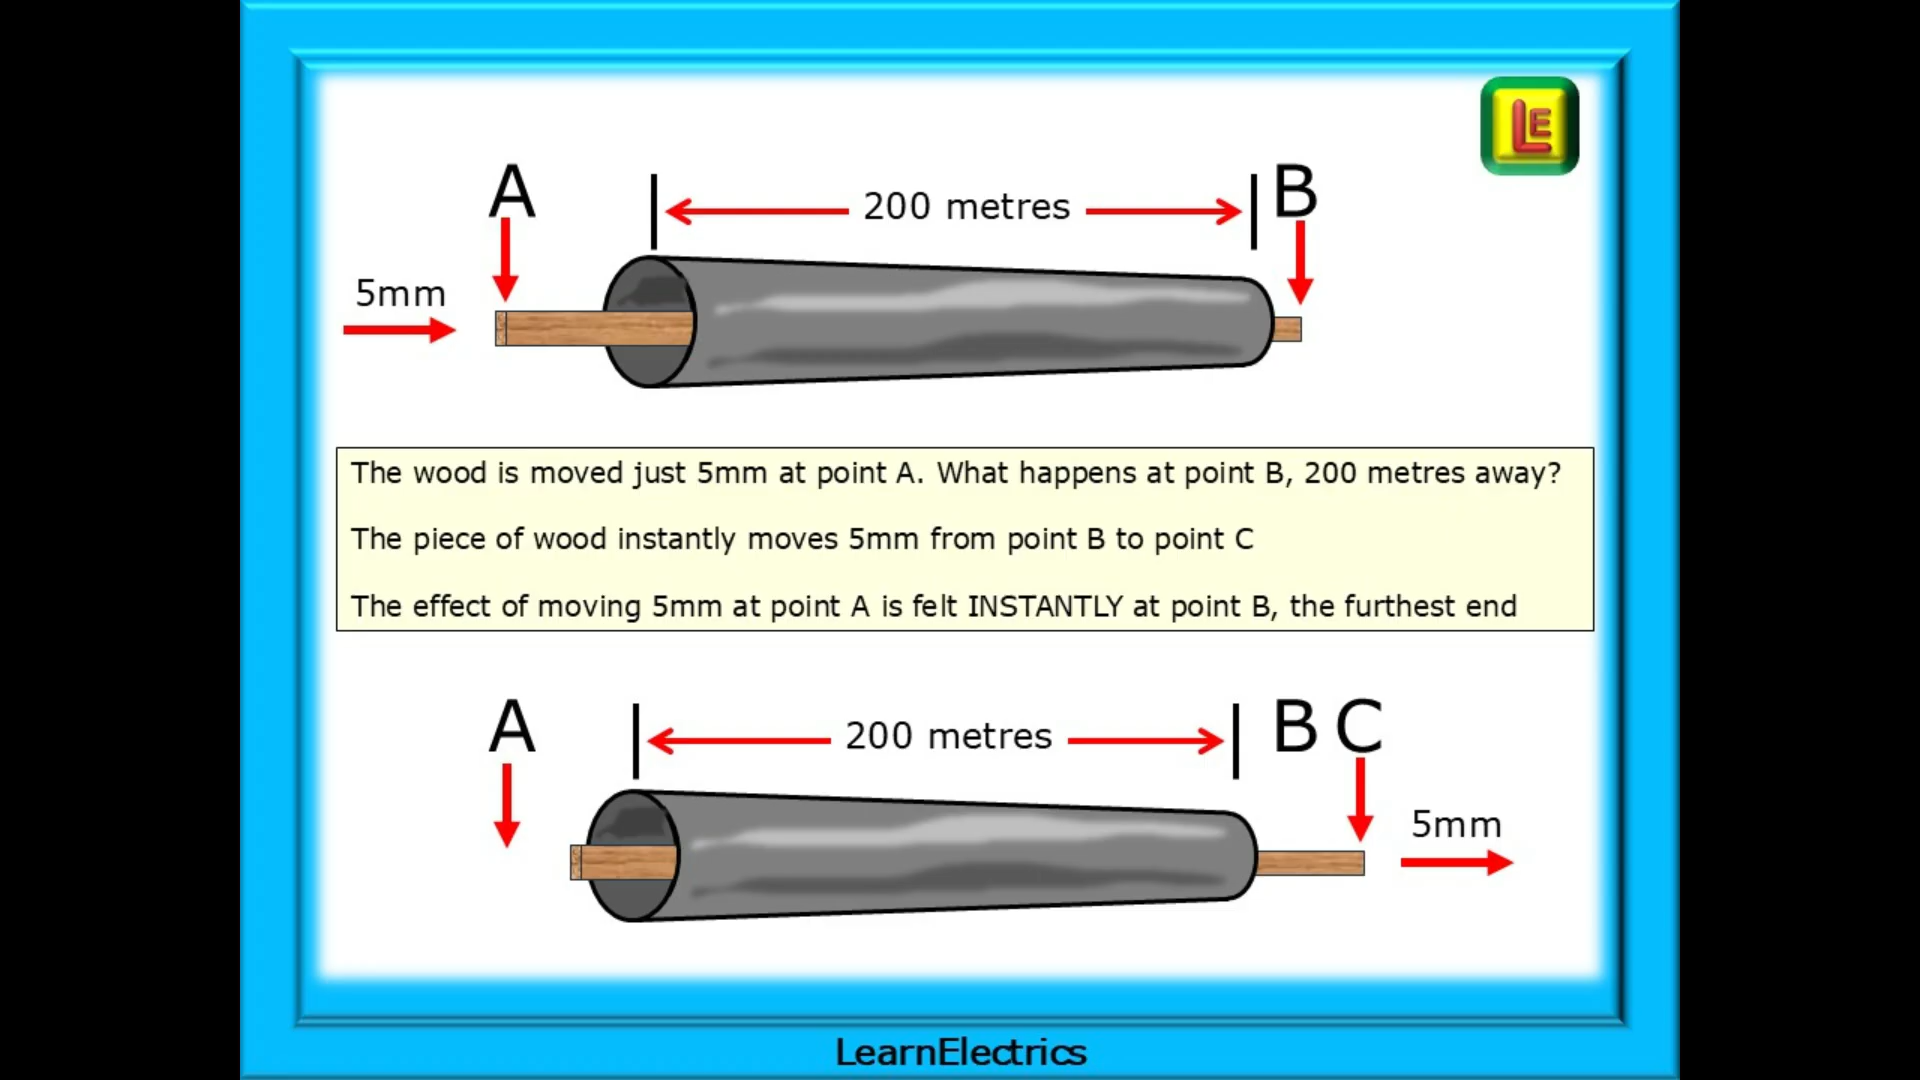 LE
A
200 metres
B
5mm
The wood is moved just 5mm at point A. What happens at point B, 200 metres away?
The piece of wood instantly moves 5mm from point B to point C
The effect of moving 5mm at point A is felt INSTANTLY at point B, the furthest end
A
200 metres
B C
5mm
LearnElectrics